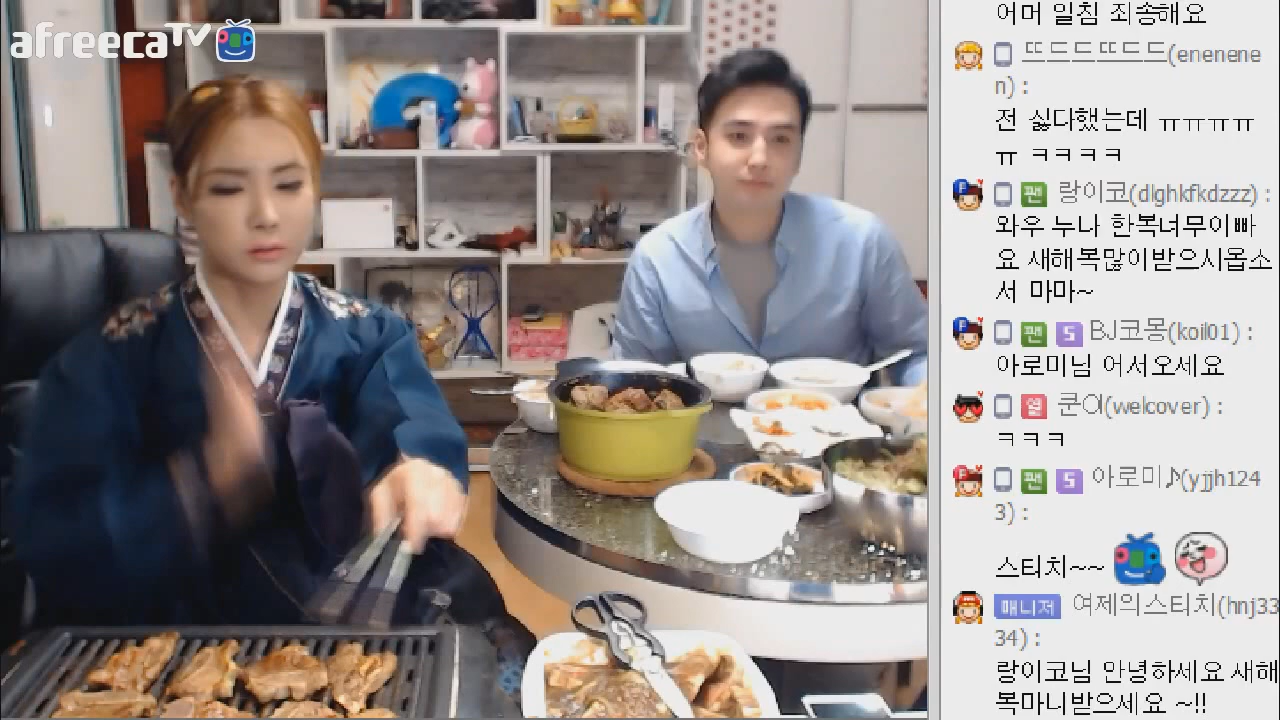 afreecaTV
어머 일침 죄송해요
뜨드드뜨드드(enenene
n) :
전 싫다했는데 ㅠㅠㅠㅠ
ㅠ ㅋㅋㅋㅋ
팬 랑이코(dlghkfkdzzz) :
와우 누나 한복너무이빠
요 새해복많이받으시옵소
서 마마~
팬 S BJ코몽(koil01) :
아로미님 어서오세요
열 쿤어(welcover) :
ㅋㅋㅋ
팬 S 아로미♪(yjjh124
3) :
스티치~~
매니저 여제의스티치(hnj33
34) :
랑이코님 안녕하세요 새해
복마니받으세요 ~!!